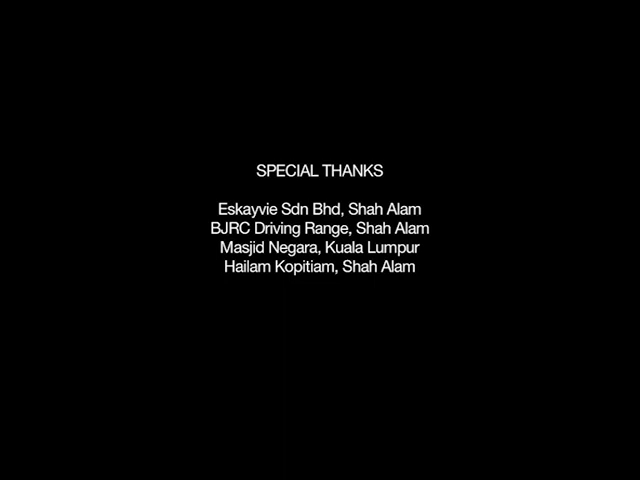 SPECIAL THANKS
Eskayvie Sdn Bhd, Shah Alam
BJRC Driving Range, Shah Alam
Masjid Negara, Kuala Lumpur
Hailam Kopitiam, Shah Alam